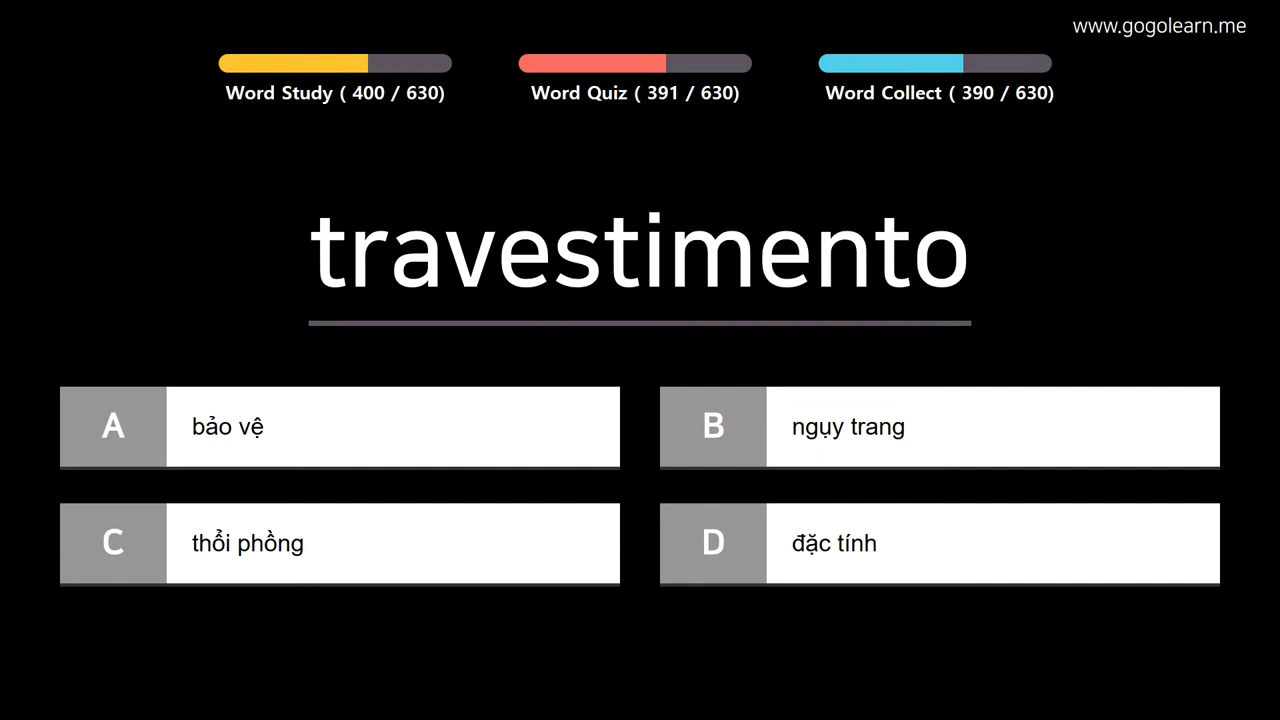 www.gogolearn.me
Word Study ( 400 / 630)
Word Quiz ( 391 / 630)
Word Collect ( 390 / 630)
travestimento
A
bảo vệ
B
ngụy trang
C
thổi phồng
D
đặc tính